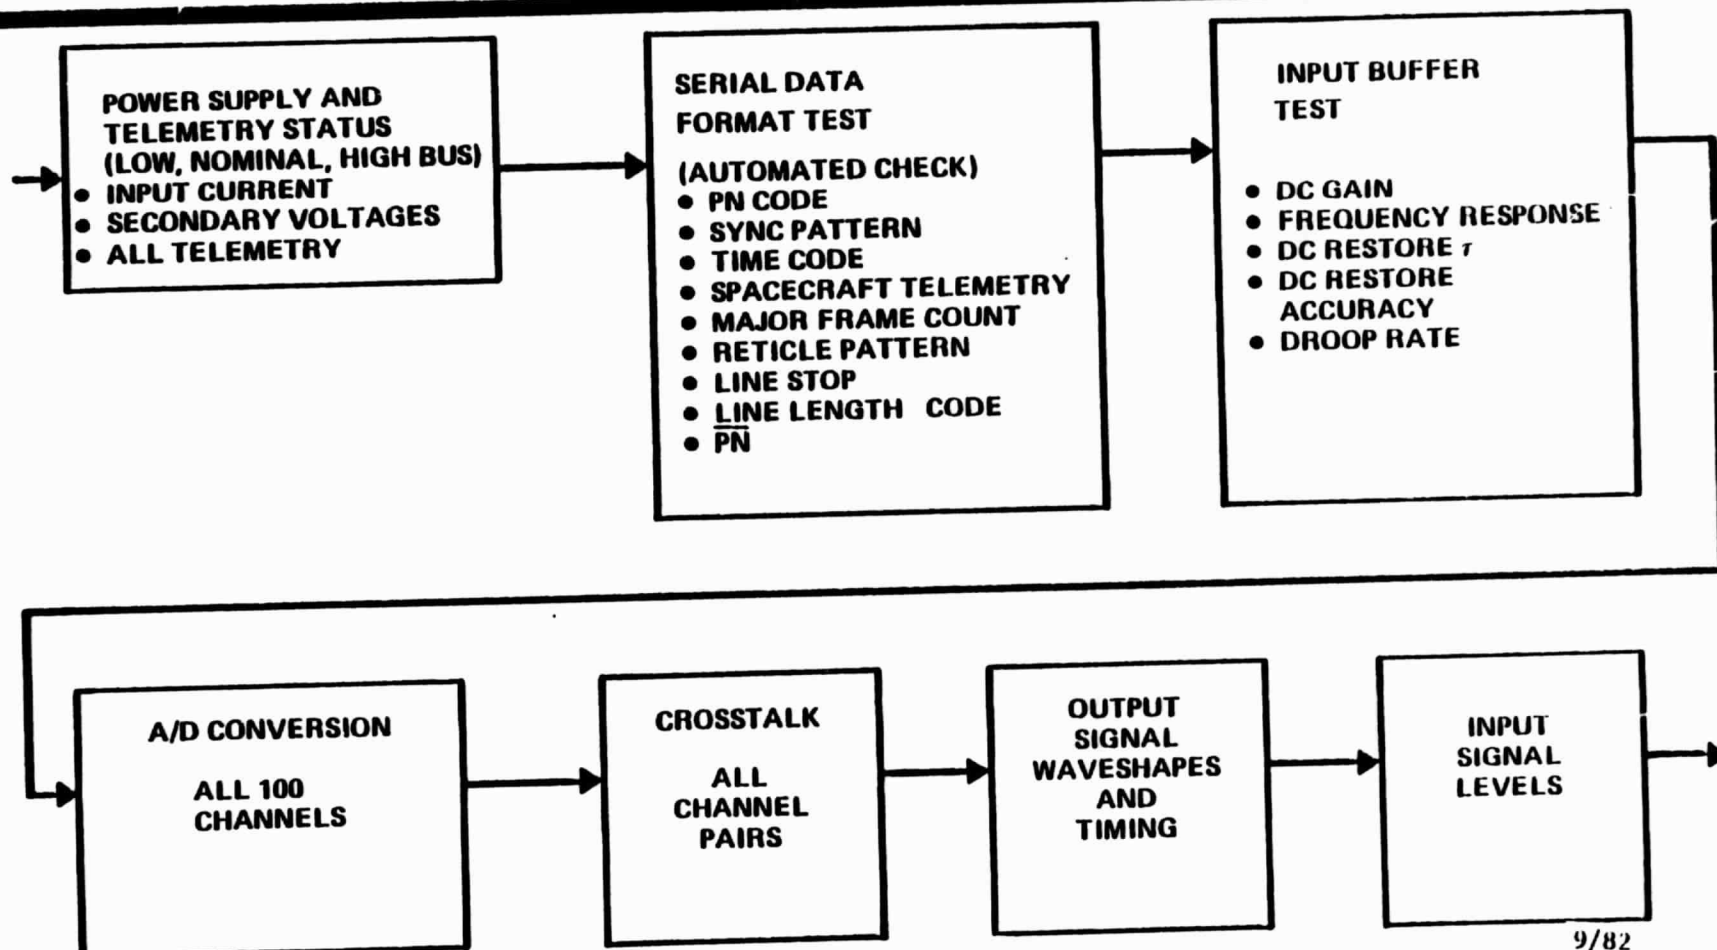 POWER SUPPLY AND
TELEMETRY STATUS
(LOW, NOMINAL, HIGH BUS)
● INPUT CURRENT
● SECONDARY VOLTAGES
● ALL TELEMETRY
SERIAL DATA
FORMAT TEST
(AUTOMATED CHECK)
● PN CODE
● SYNC PATTERN
● TIME CODE
● SPACECRAFT TELEMETRY
● MAJOR FRAME COUNT
● RETICLE PATTERN
● LINE STOP
● LINE LENGTH CODE
● P̅N̅
INPUT BUFFER
TEST
● DC GAIN
● FREQUENCY RESPONSE
● DC RESTORE τ
● DC RESTORE
ACCURACY
● DROOP RATE
A/D CONVERSION
ALL 100
CHANNELS
CROSSTALK
ALL
CHANNEL
PAIRS
OUTPUT
SIGNAL
WAVESHAPES
AND
TIMING
INPUT
SIGNAL
LEVELS
9/82